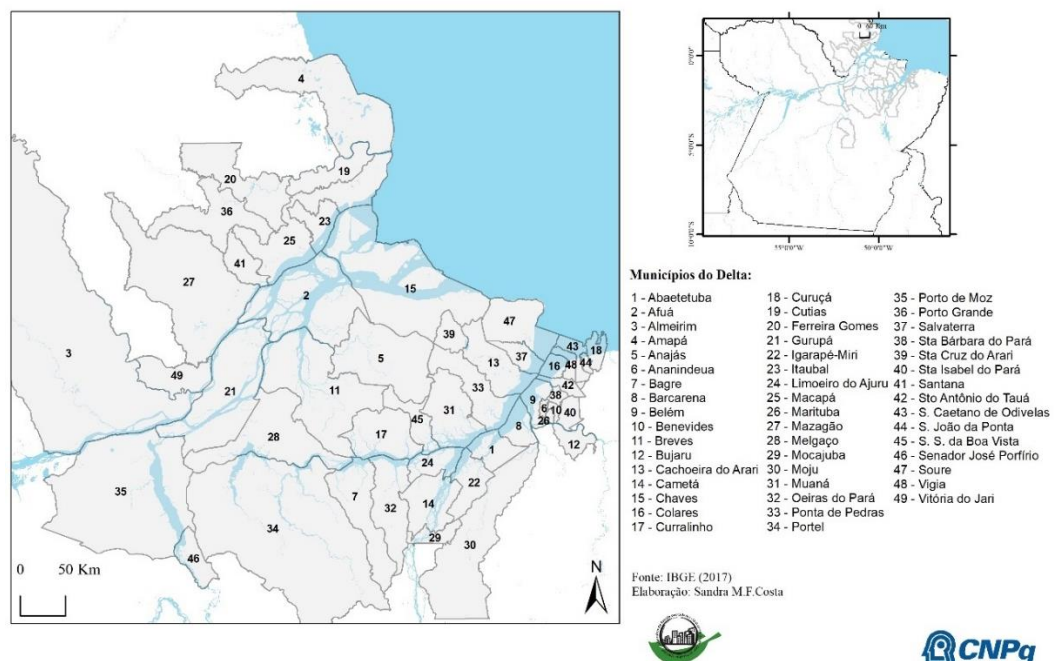 4
19
20
36
23
25
41
2
15
27
3
47
39
5
13
37
43
18
16
48
44
49
33
42
21
11
9
38
6
10
40
31
26
45
8
17
12
28
1
24
22
35
7
32
14
34
29
30
46
0 50 Km
N
0 60 Km
0°0'0"
5°0'0"S
10°0'0"S
55°0'0"W 50°0'0"W
Municípios do Delta:
1 - Abaetetuba
2 - Afuá
3 - Almeirim
4 - Amapá
5 - Anajás
6 - Ananindeua
7 - Bagre
8 - Barcarena
9 - Belém
10 - Benevides
11 - Breves
12 - Bujaru
13 - Cachoeira do Arari
14 - Cametá
15 - Chaves
16 - Colares
17 - Curralinho
18 - Curuçá
19 - Cutias
20 - Ferreira Gomes
21 - Gurupá
22 - Igarapé-Miri
23 - Itaubal
24 - Limoeiro do Ajuru
25 - Macapá
26 - Marituba
27 - Mazagão
28 - Melgaço
29 - Mocajuba
30 - Moju
31 - Muaná
32 - Oeiras do Pará
33 - Ponta de Pedras
34 - Portel
35 - Porto de Moz
36 - Porto Grande
37 - Salvaterra
38 - Sta Bárbara do Pará
39 - Sta Cruz do Arari
40 - Sta Isabel do Pará
41 - Santana
42 - Sto Antônio do Tauá
43 - S. Caetano de Odivelas
44 - S. João da Ponta
45 - S. S. da Boa Vista
46 - Senador José Porfírio
47 - Soure
48 - Vigia
49 - Vitória do Jari
Fonte: IBGE (2017)
Elaboração: Sandra M.F.Costa
CNPq